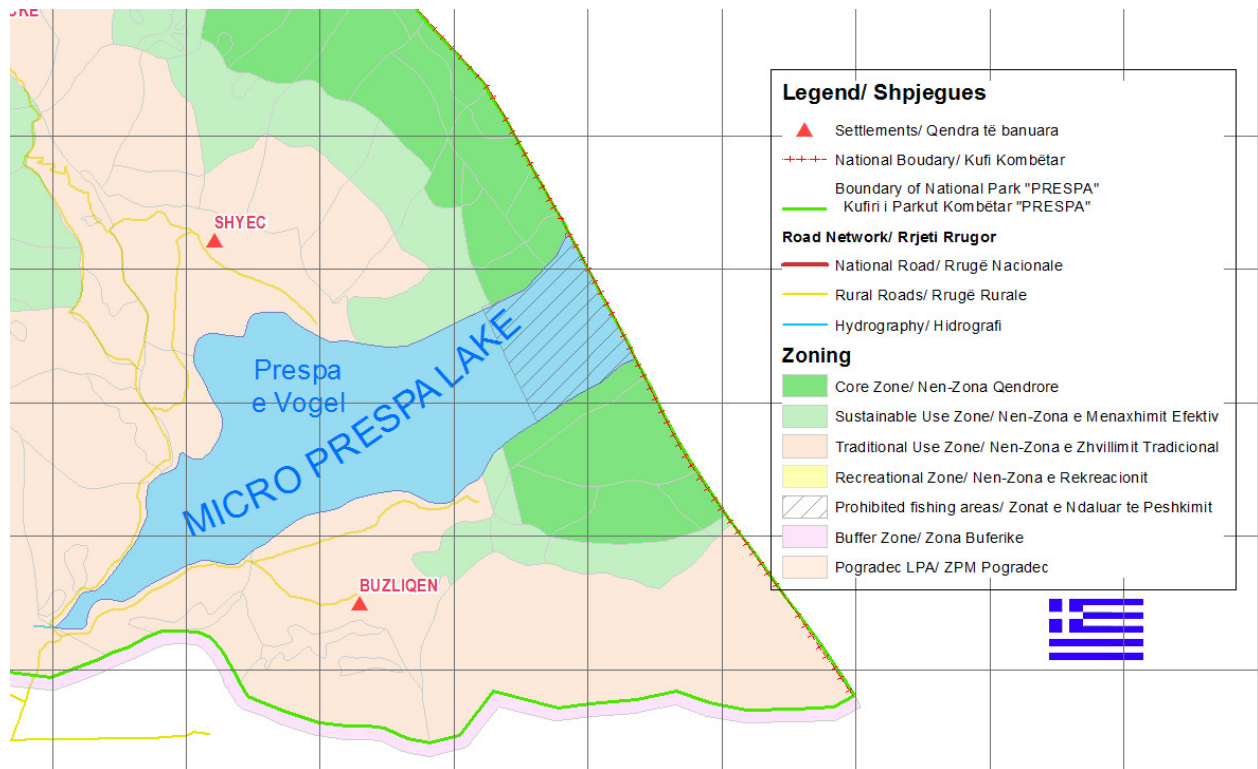 SHYEC
Prespa
e Vogel
MICRO PRESPA LAKE
BUZLIQEN
Legend/ Shpjegues
Settlements/ Qendra të banuara
National Boudary/ Kufi Kombëtar
Boundary of National Park "PRESPA"
Kufiri i Parkut Kombëtar "PRESPA"
Road Network/ Rrjeti Rrugor
National Road/ Rrugë Nacionale
Rural Roads/ Rrugë Rurale
Hydrography/ Hidrografi
Zoning
Core Zone/ Nen-Zona Qendrore
Sustainable Use Zone/ Nen-Zona e Menaxhimit Efektiv
Traditional Use Zone/ Nen-Zona e Zhvillimit Tradicional
Recreational Zone/ Nen-Zona e Rekreacionit
Prohibited fishing areas/ Zonat e Ndaluar te Peshkimit
Buffer Zone/ Zona Buferike
Pogradec LPA/ ZPM Pogradec